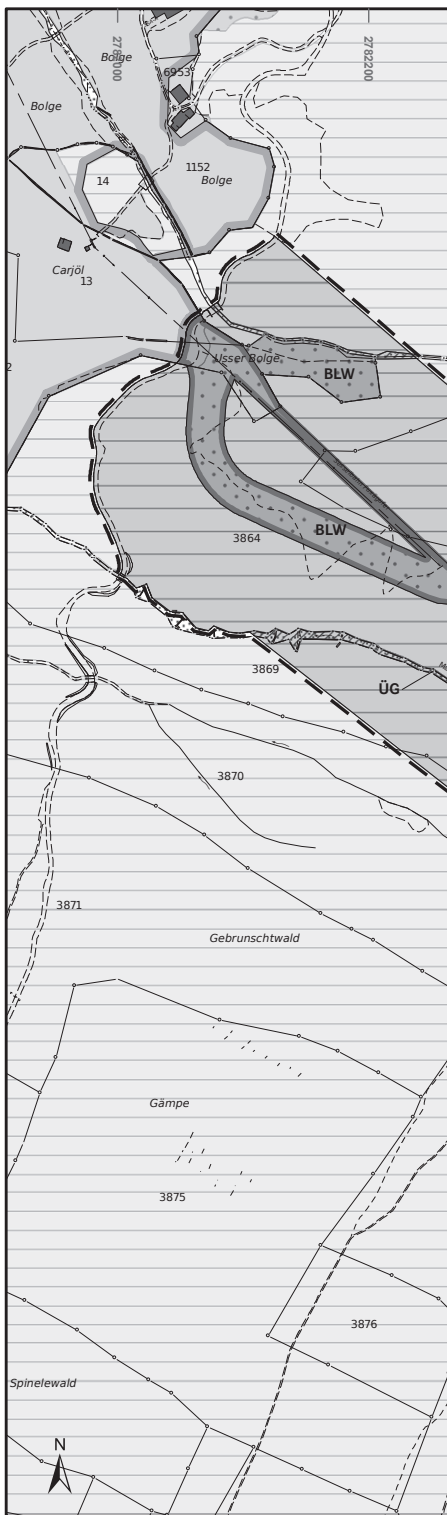 2782200
Bolge
6953
Bolge
1152
Bolge
14
Carjöl
13
2
Usser Bolge
BLW
BLW
3864
3869
ÜG
3870
3871
Gebrunschtwald
Gämpe
3875
3876
Spinelewald
N